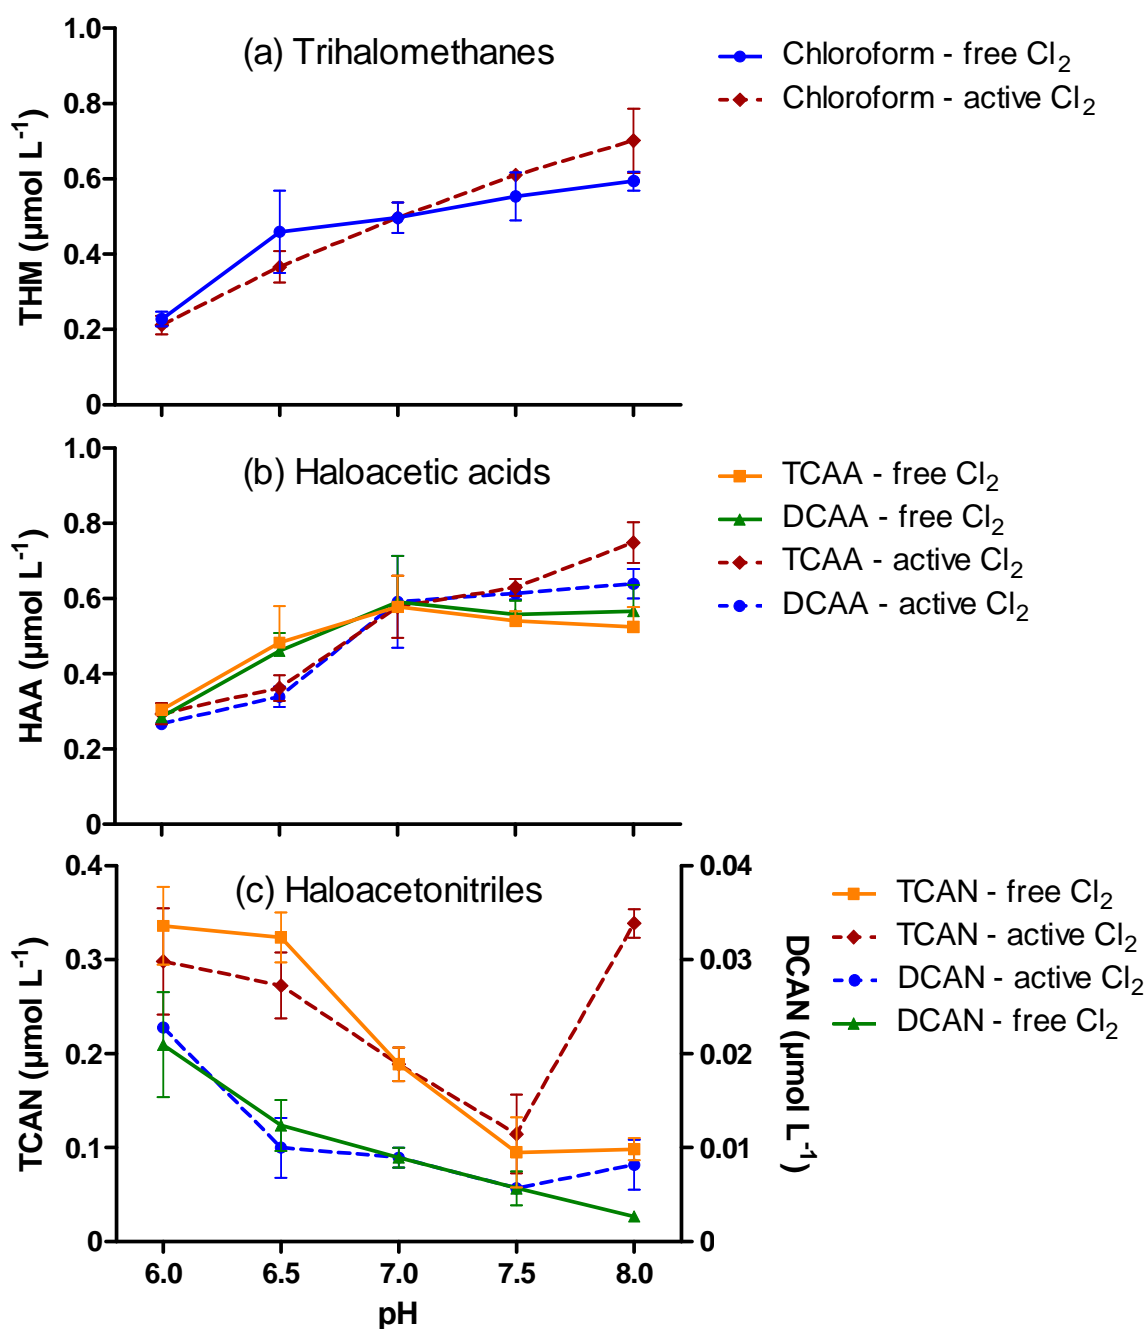 (a) Trihalomethanes
THM (µmol L⁻¹)
1.0
0.8
0.6
0.4
0.2
0
Chloroform - free Cl₂
Chloroform - active Cl₂
(b) Haloacetic acids
HAA (µmol L⁻¹)
1.0
0.8
0.6
0.4
0.2
0
TCAA - free Cl₂
DCAA - free Cl₂
TCAA - active Cl₂
DCAA - active Cl₂
(c) Haloacetonitriles
TCAN (µmol L⁻¹)
0.4
0.3
0.2
0.1
0
0.04
0.03
0.02
0.01
0
DCAN (µmol L⁻¹)
TCAN - free Cl₂
TCAN - active Cl₂
DCAN - active Cl₂
DCAN - free Cl₂
6.0 6.5 7.0 7.5 8.0
pH